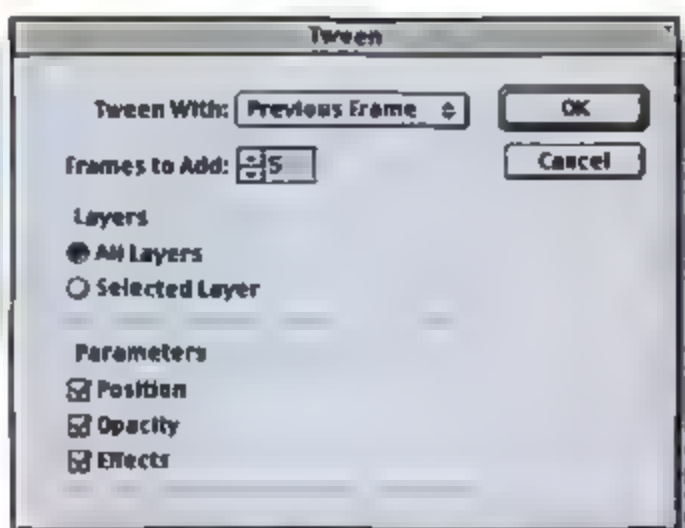 Tween
Tween With: Previous Frame
OK
Frames to Add: 5
Cancel
Layers
All Layers
Selected Layer
Parameters
Position
Opacity
Effects